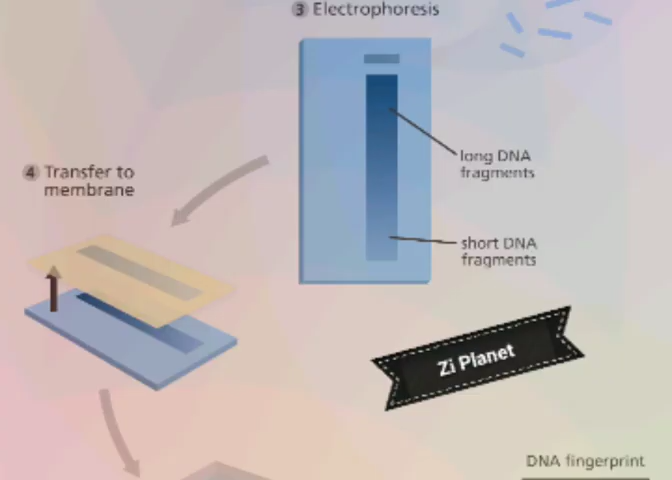 3 Electrophoresis
long DNA
fragments
4 Transfer to
membrane
short DNA
fragments
Zi Planet
DNA fingerprint